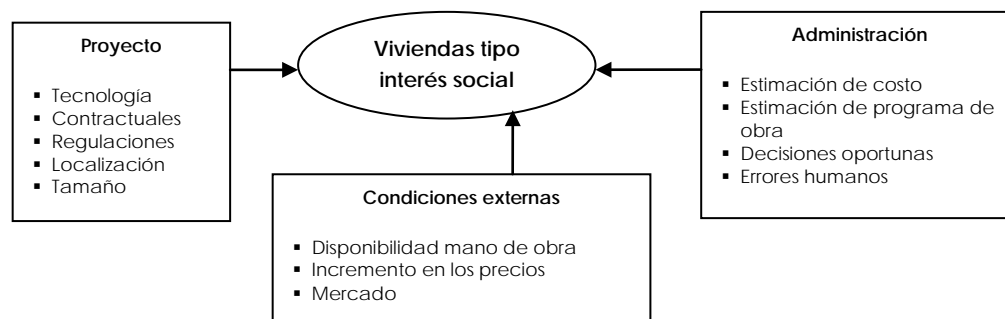 Proyecto
▪ Tecnología
▪ Contractuales
▪ Regulaciones
▪ Localización
▪ Tamaño
Viviendas tipo
interés social
Administración
▪ Estimación de costo
▪ Estimación de programa de
obra
▪ Decisiones oportunas
▪ Errores humanos
Condiciones externas
▪ Disponibilidad mano de obra
▪ Incremento en los precios
▪ Mercado